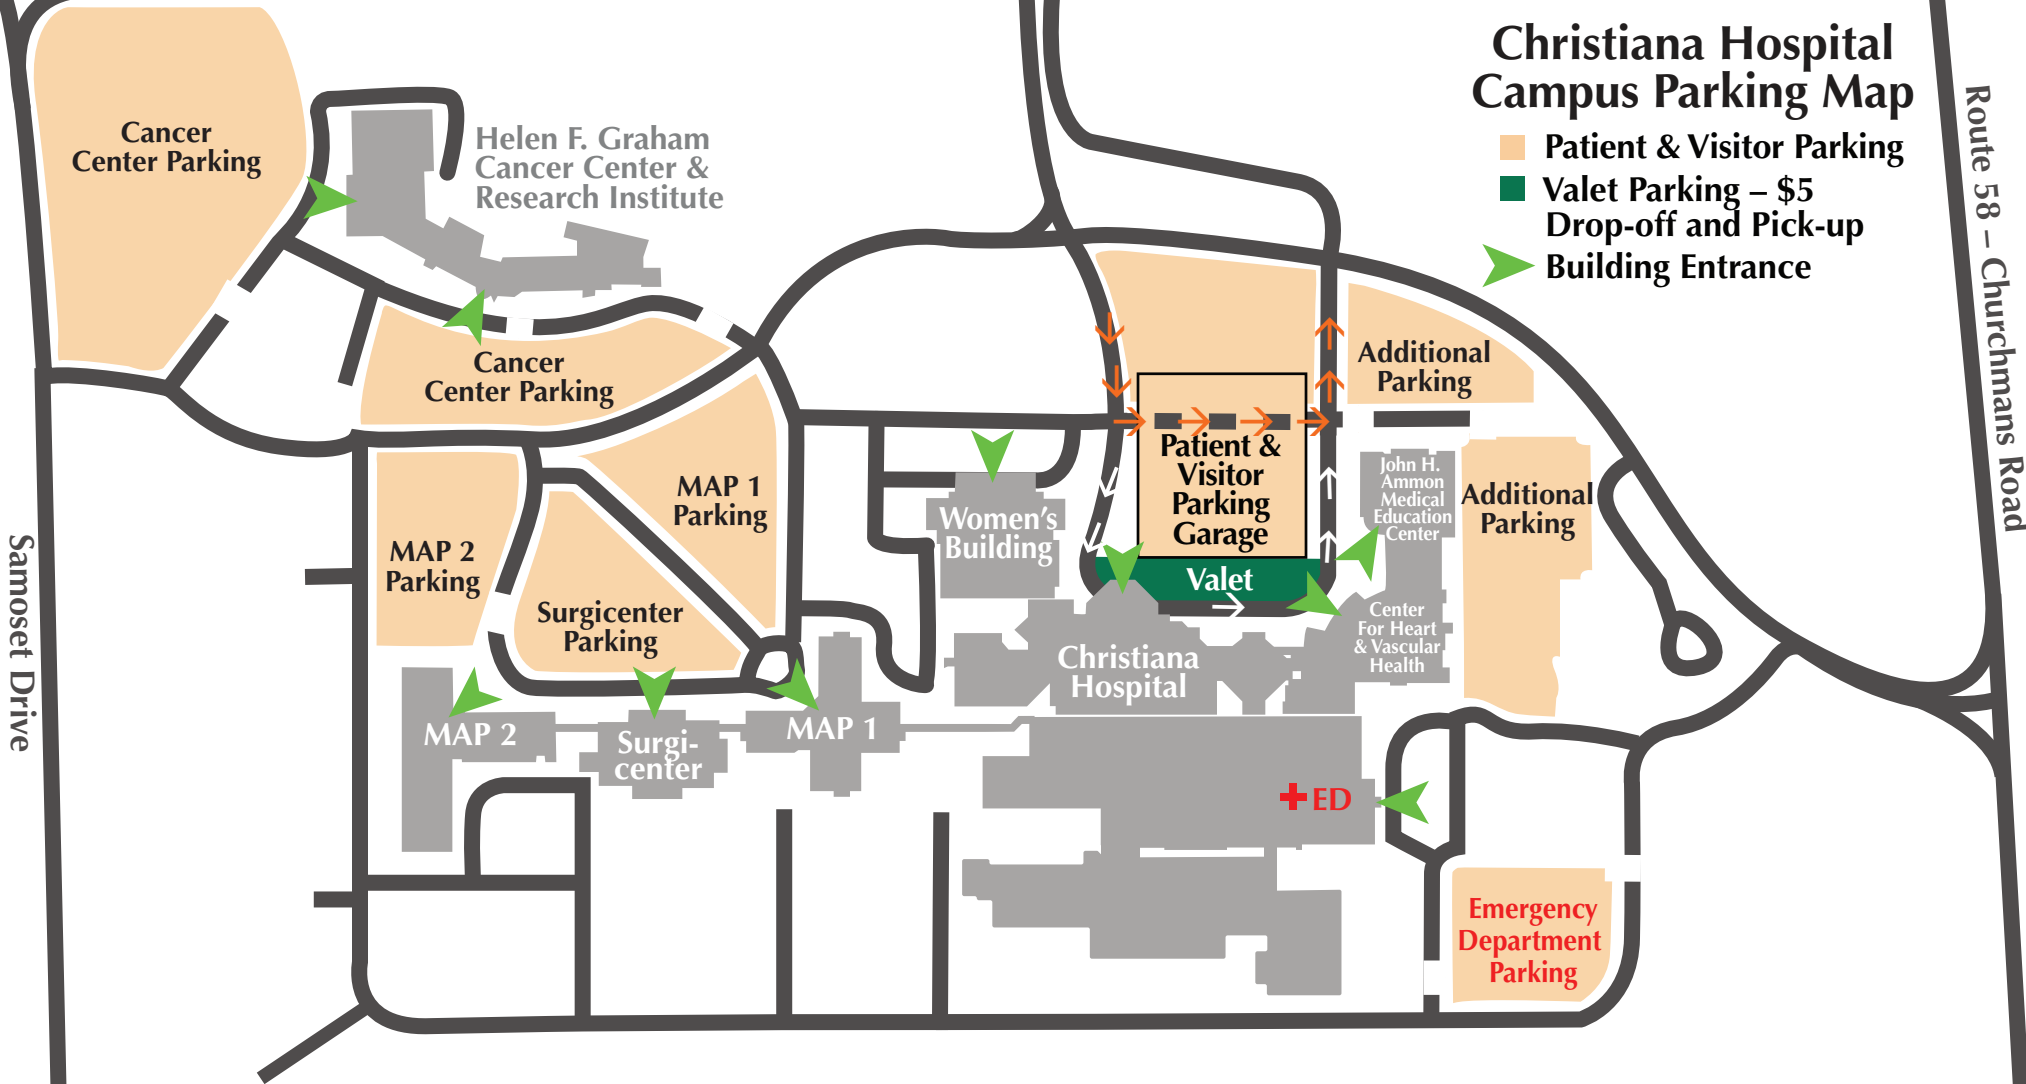 Christiana Hospital
Campus Parking Map
Patient & Visitor Parking
Valet Parking – $5
Drop-off and Pick-up
Building Entrance
Route 58 – Churchmans Road
Samoset Drive
Cancer
Center Parking
Helen F. Graham
Cancer Center &
Research Institute
Cancer
Center Parking
MAP 1
Parking
MAP 2
Parking
Surgicenter
Parking
MAP 2
Surgi-
center
MAP 1
Women's
Building
Patient &
Visitor
Parking
Garage
Valet
Additional
Parking
Additional
Parking
John H.
Ammon
Medical
Education
Center
Center
For Heart
& Vascular
Health
Christiana
Hospital
ED
Emergency
Department
Parking